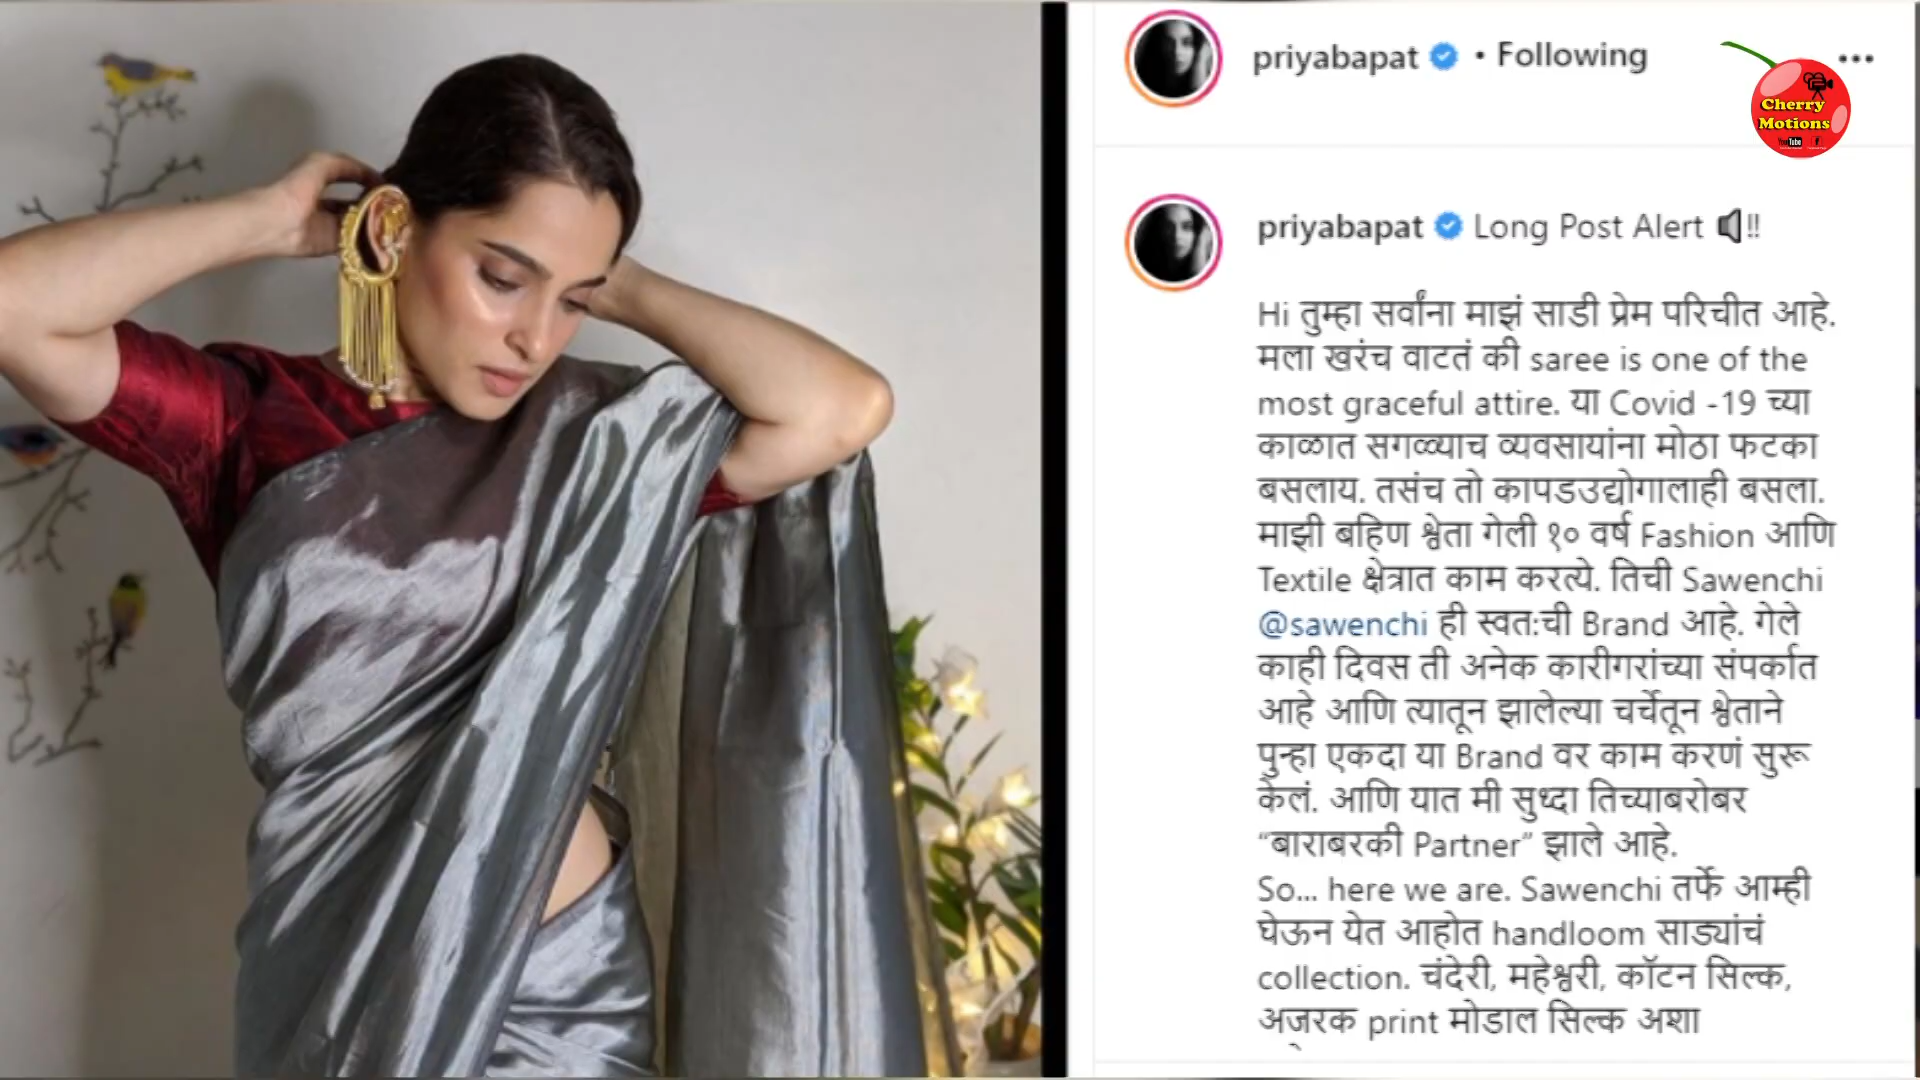 priyabapat • Following
Cherry
Motions
priyabapat Long Post Alert 🔈‼
Hi तुम्हा सर्वांना माझं साडी प्रेम परिचीत आहे.
मला खरंच वाटतं की saree is one of the
most graceful attire. या Covid -19 च्या
काळात सगळ्याच व्यवसायांना मोठा फटका
बसलाय. तसंच तो कापडउद्योगालाही बसला.
माझी बहिण श्वेता गेली १० वर्ष Fashion आणि
Textile क्षेत्रात काम करत्ये. तिची Sawenchi
@sawenchi ही स्वत:ची Brand आहे. गेले
काही दिवस ती अनेक कारीगरांच्या संपर्कात
आहे आणि त्यातून झालेल्या चर्चेतून श्वेताने
पुन्हा एकदा या Brand वर काम करणं सुरू
केलं. आणि यात मी सुध्दा तिच्याबरोबर
“बाराबरकी Partner” झाले आहे.
So... here we are. Sawenchi तर्फे आम्ही
घेऊन येत आहोत handloom साड्यांचं
collection. चंदेरी, महेश्वरी, कॉटन सिल्क,
अजरक print मोडाल सिल्क अशा